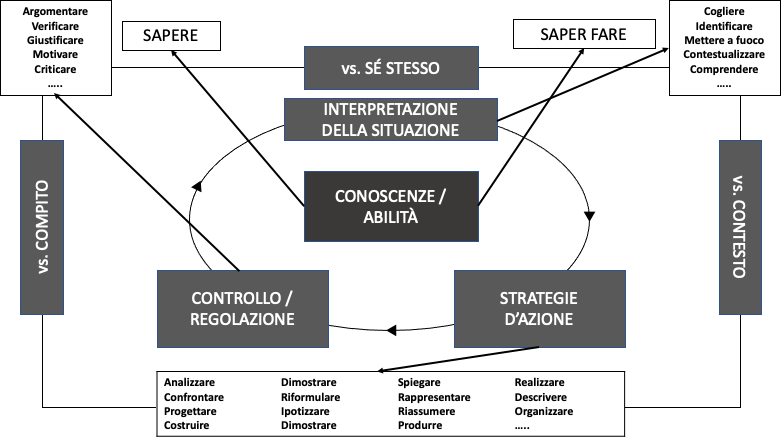 Argomentare
Verificare
Giustificare
Motivare
Criticare
…..
SAPERE
SAPER FARE
Cogliere
Identificare
Mettere a fuoco
Contestualizzare
Comprendere
…..
vs. SÉ STESSO
INTERPRETAZIONE
DELLA SITUAZIONE
vs. COMPITO
CONOSCENZE /
ABILITÀ
vs. CONTESTO
CONTROLLO /
REGOLAZIONE
STRATEGIE
D'AZIONE
Analizzare Dimostrare Spiegare Realizzare
Confrontare Riformulare Rappresentare Descrivere
Progettare Ipotizzare Riassumere Organizzare
Costruire Dimostrare Produrre …..